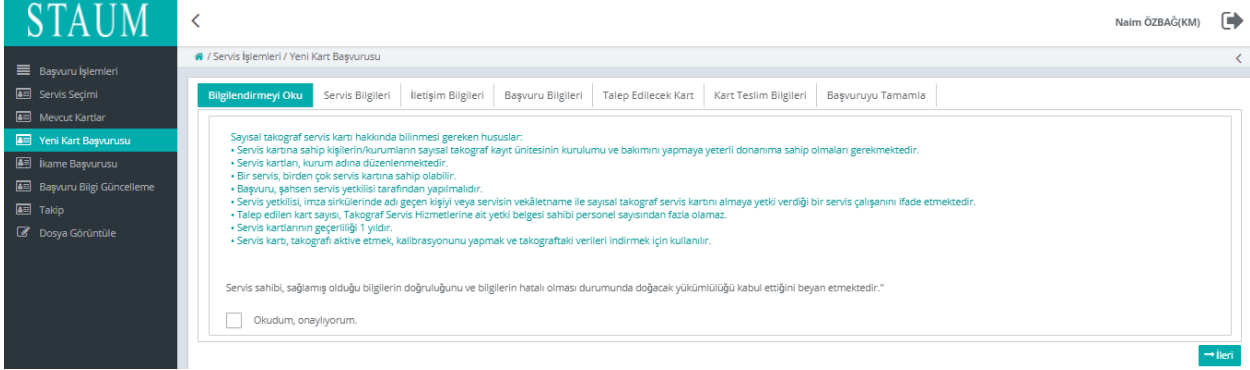 STAUM
Naim ÖZBAĞ(KM)
/ Servis İşlemleri / Yeni Kart Başvurusu
Başvuru İşlemleri
Servis Seçimi
Mevcut Kartlar
Yeni Kart Başvurusu
İkame Başvurusu
Başvuru Bilgi Güncelleme
Takip
Dosya Görüntüle
Bilgilendirmeyi Oku
Servis Bilgileri
İletişim Bilgileri
Başvuru Bilgileri
Talep Edilecek Kart
Kart Teslim Bilgileri
Başvuruyu Tamamla
Sayısal takograf servis kartı hakkında bilinmesi gereken hususlar:
• Servis kartına sahip kişilerin/kurumların sayısal takograf kayıt ünitesinin kurulumu ve bakımını yapmaya yeterli donanıma sahip olmaları gerekmektedir.
• Servis kartları, kurum adına düzenlenmektedir.
• Bir servis, birden çok servis kartına sahip olabilir.
• Başvuru, şahsen servis yetkilisi tarafından yapılmalıdır.
• Servis yetkilisi, imza sirkülerinde adı geçen kişiyi veya servisin vekâletname ile sayısal takograf servis kartını almaya yetki verdiği bir servis çalışanını ifade etmektedir.
• Talep edilen kart sayısı, Takograf Servis Hizmetlerine ait yetki belgesi sahibi personel sayısından fazla olamaz.
• Servis kartlarının geçerliliği 1 yıldır.
• Servis kartı, takografı aktive etmek, kalibrasyonunu yapmak ve takograftaki verileri indirmek için kullanılır.
Servis sahibi, sağlamış olduğu bilgilerin doğruluğunu ve bilgilerin hatalı olması durumunda doğacak yükümlülüğü kabul ettiğini beyan etmektedir."
Okudum, onaylıyorum.
İleri